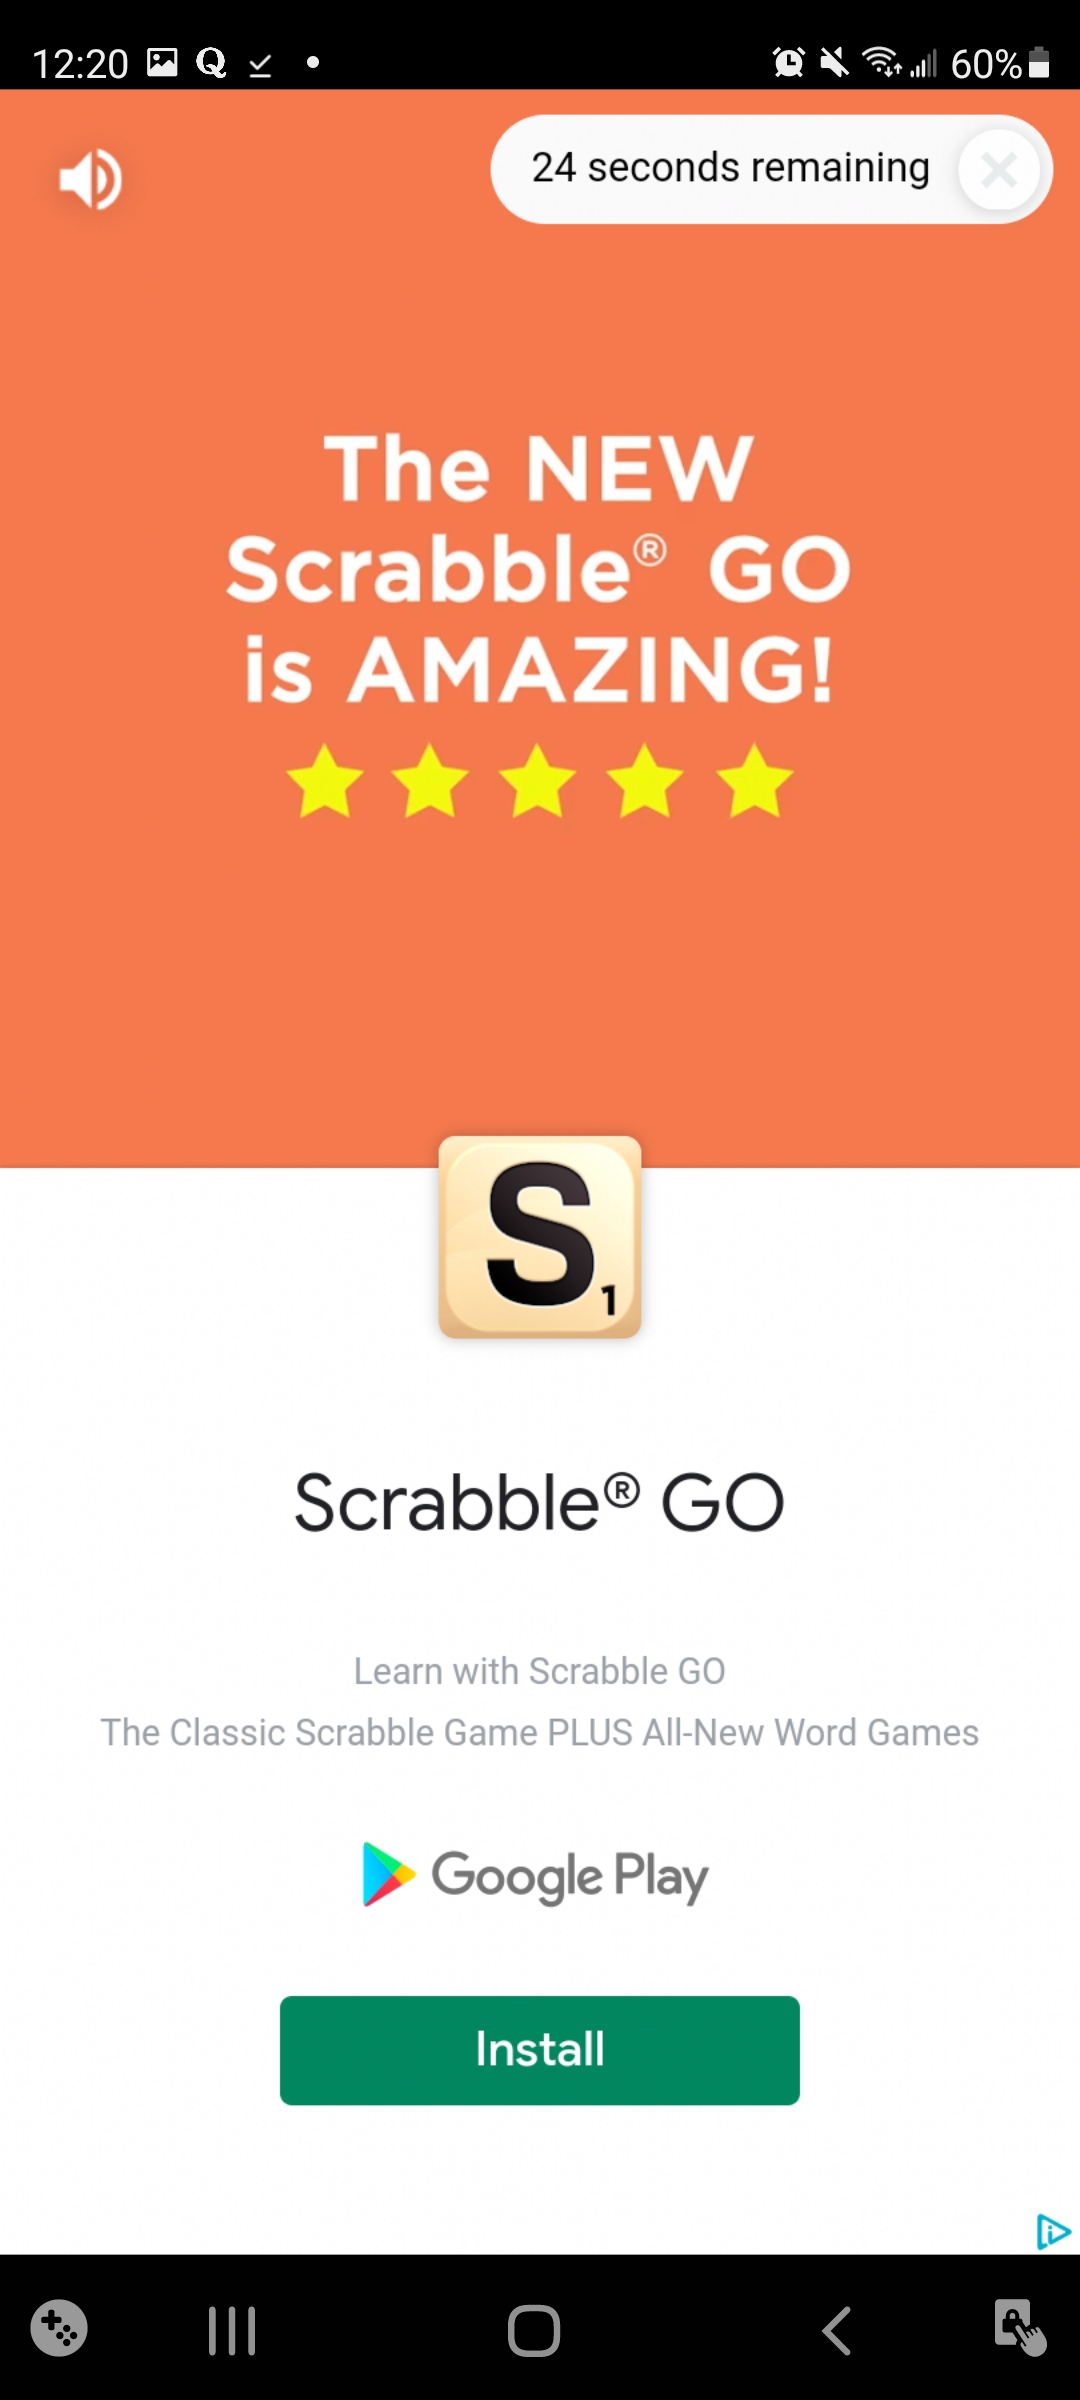 12:20 Q 60%
24 seconds remaining
The NEW
Scrabble® GO
is AMAZING!
S1
Scrabble® GO
Learn with Scrabble GO
The Classic Scrabble Game PLUS All-New Word Games
Google Play
Install